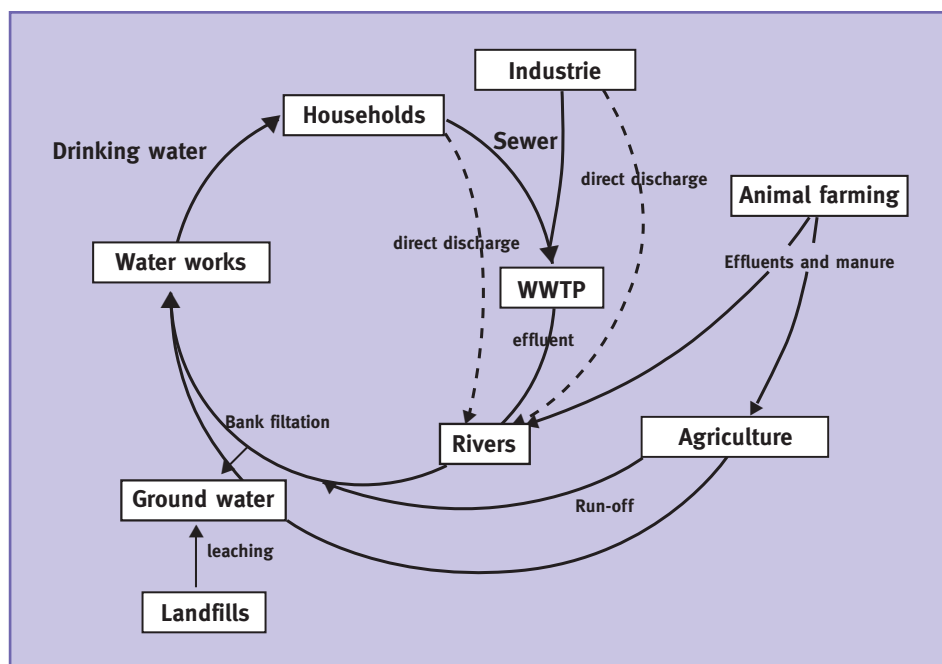 Industrie
Households
Sewer
Drinking water
direct discharge
Animal farming
direct discharge
Water works
Effluents and manure
WWTP
effluent
Bank filtation
Rivers
Agriculture
Ground water
Run-off
leaching
Landfills